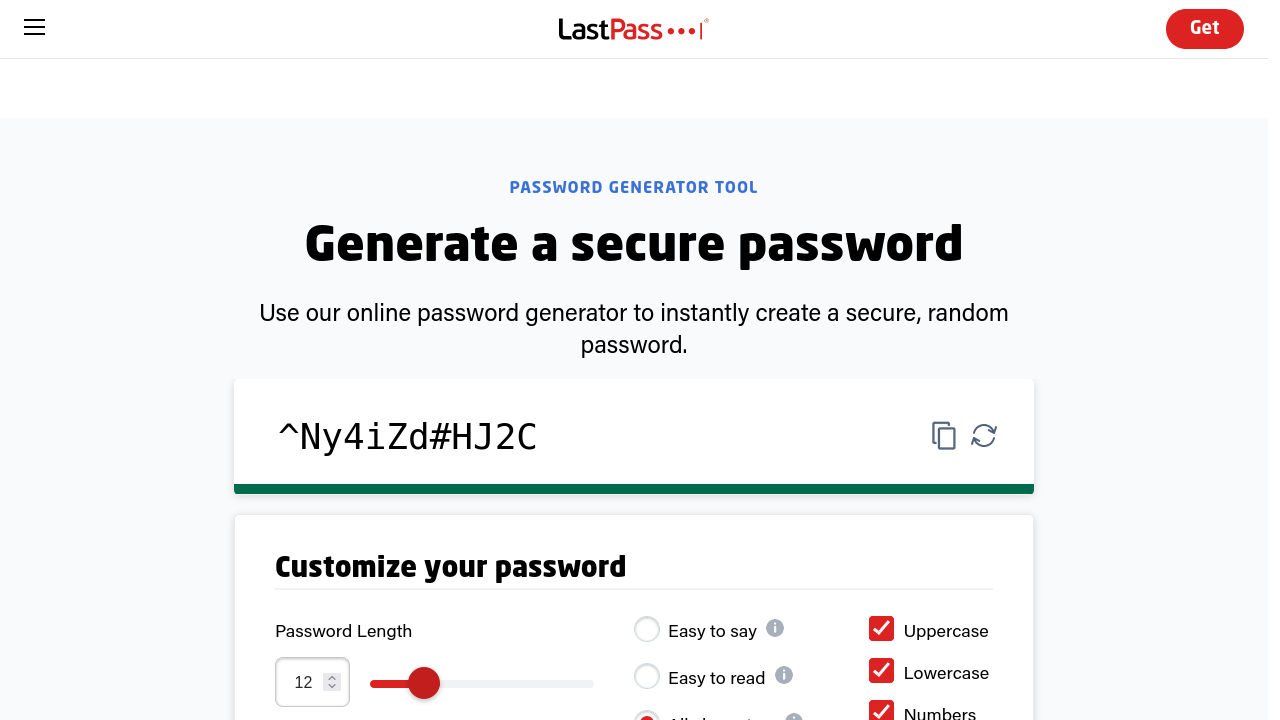 LastPass
Get
PASSWORD GENERATOR TOOL
Generate a secure password
Use our online password generator to instantly create a secure, random
password.
^Ny4iZd#HJ2C
Customize your password
Password Length
12
Easy to say
Easy to read
Uppercase
Lowercase
Numbers